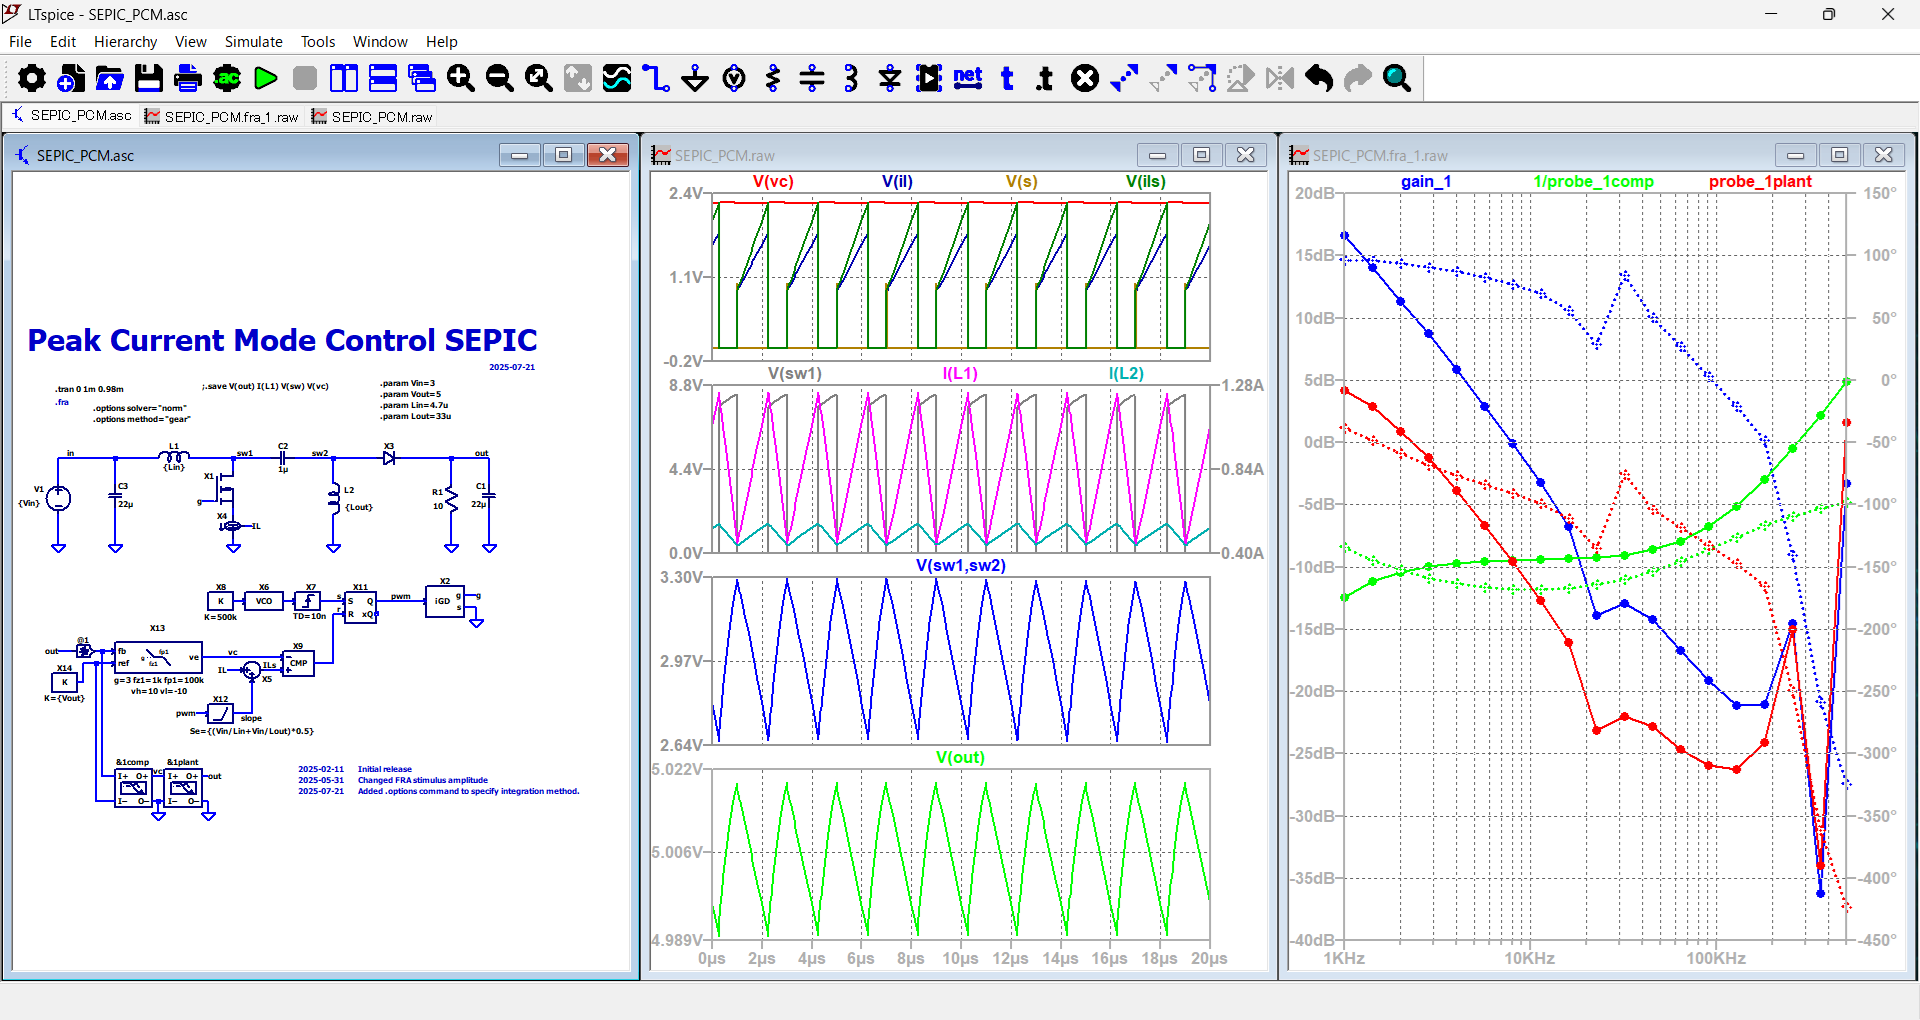 LTspice - SEPIC_PCM.asc
File Edit Hierarchy View Simulate Tools Window Help
.ac
net
t
.t
SEPIC_PCM.asc SEPIC_PCM.fra_1.raw SEPIC_PCM.raw
SEPIC_PCM.asc
Peak Current Mode Control SEPIC
2025-07-21
.tran 0 1m 0.98m
.fra
.options solver="norm"
.options method="gear"
;.save V(out) I(L1) V(sw) V(vc)
.param Vin=3
.param Vout=5
.param Lin=4.7u
.param Lout=33u
in L1 {Lin} sw1 C2 1µ sw2 X3 out
V1 {Vin} C3 22µ X1 g X4 IL L2 {Lout} R1 10 C1 22µ
X8 X6 X7 X11 X2
K VCO s S Q pwm iGD g g
K=500k TD=10n r R xQ s
X13
@1
out fb fp1 g fz1 ve vc X9
X14 ref IL ILs CMP
K X5
K={Vout} g=3 fz1=1k fp1=100k
vh=10 vl=-10
X12
pwm slope
Se={(Vin/Lin+Vin/Lout)*0.5}
&1comp &1plant
I+ O+ vc I+ O+ out
I- O- I- O-
2025-02-11 Initial release
2025-05-31 Changed FRA stimulus amplitude
2025-07-21 Added .options command to specify integration method.
SEPIC_PCM.raw
V(vc) V(il) V(s) V(ils)
2.4V
1.1V
-0.2V
V(sw1) I(L1) I(L2)
8.8V 1.28A
4.4V 0.84A
0.0V 0.40A
V(sw1,sw2)
3.30V
2.97V
2.64V
V(out)
5.022V
5.006V
4.989V
0µs 2µs 4µs 6µs 8µs 10µs 12µs 14µs 16µs 18µs 20µs
SEPIC_PCM.fra_1.raw
gain_1 1/probe_1comp probe_1plant
20dB 150°
15dB 100°
10dB 50°
5dB 0°
0dB -50°
-5dB -100°
-10dB -150°
-15dB -200°
-20dB -250°
-25dB -300°
-30dB -350°
-35dB -400°
-40dB -450°
1KHz 10KHz 100KHz